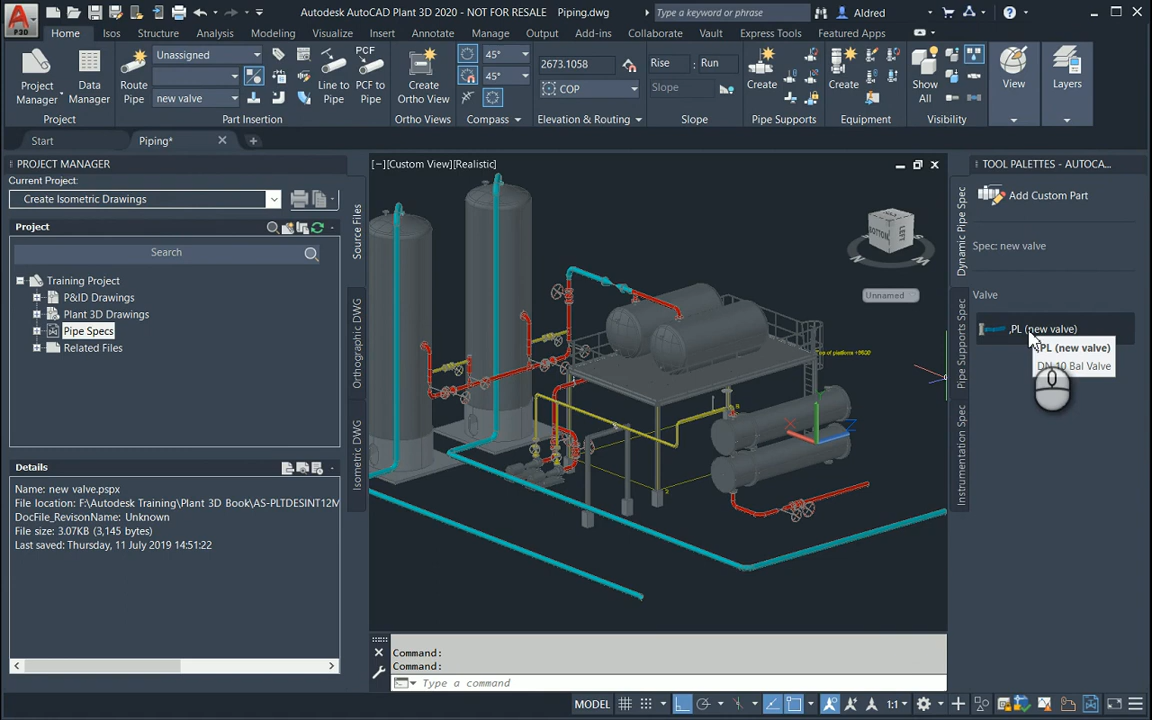 Autodesk AutoCAD Plant 3D 2020 - NOT FOR RESALE Piping.dwg
Type a keyword or phrase
Aldred
P3D
Home Isos Structure Analysis Modeling Visualize Insert Annotate Manage Output Add-ins Collaborate Vault Express Tools Featured Apps
Project Manager
Data Manager
Project
Route Pipe
Unassigned
new valve
Line to Pipe
PCF
PCF to Pipe
Part Insertion
Create Ortho View
Ortho Views
45°
45°
Compass
2673.1058
COP
Elevation & Routing
Rise : Run
Slope
Slope
Create
Pipe Supports
Create
Equipment
Show All
Visibility
View
Layers
Start
Piping*
PROJECT MANAGER
Current Project:
Create Isometric Drawings
Project
Search
Training Project
P&ID Drawings
Plant 3D Drawings
Pipe Specs
Related Files
Source Files
Orthographic DWG
Isometric DWG
Details
Name: new valve.pspx
File location: F:\Autodesk Training\Plant 3D Book\AS-PLTDESINT12M
DocFile_RevisonName: Unknown
File size: 3.07KB (3,145 bytes)
Last saved: Thursday, 11 July 2019 14:51:22
[−][Custom View][Realistic]
BOTTOM
LEFT
Unnamed
X
Z
Command:
Command:
Type a command
TOOL PALETTES - AUTOCA...
Dynamic Pipe Spec
Pipe Supports Spec
Instrumentation Spec
Add Custom Part
Spec: new valve
Valve
,PL (new valve)
PL (new valve)
DN 10 Bal Valve
MODEL
1:1